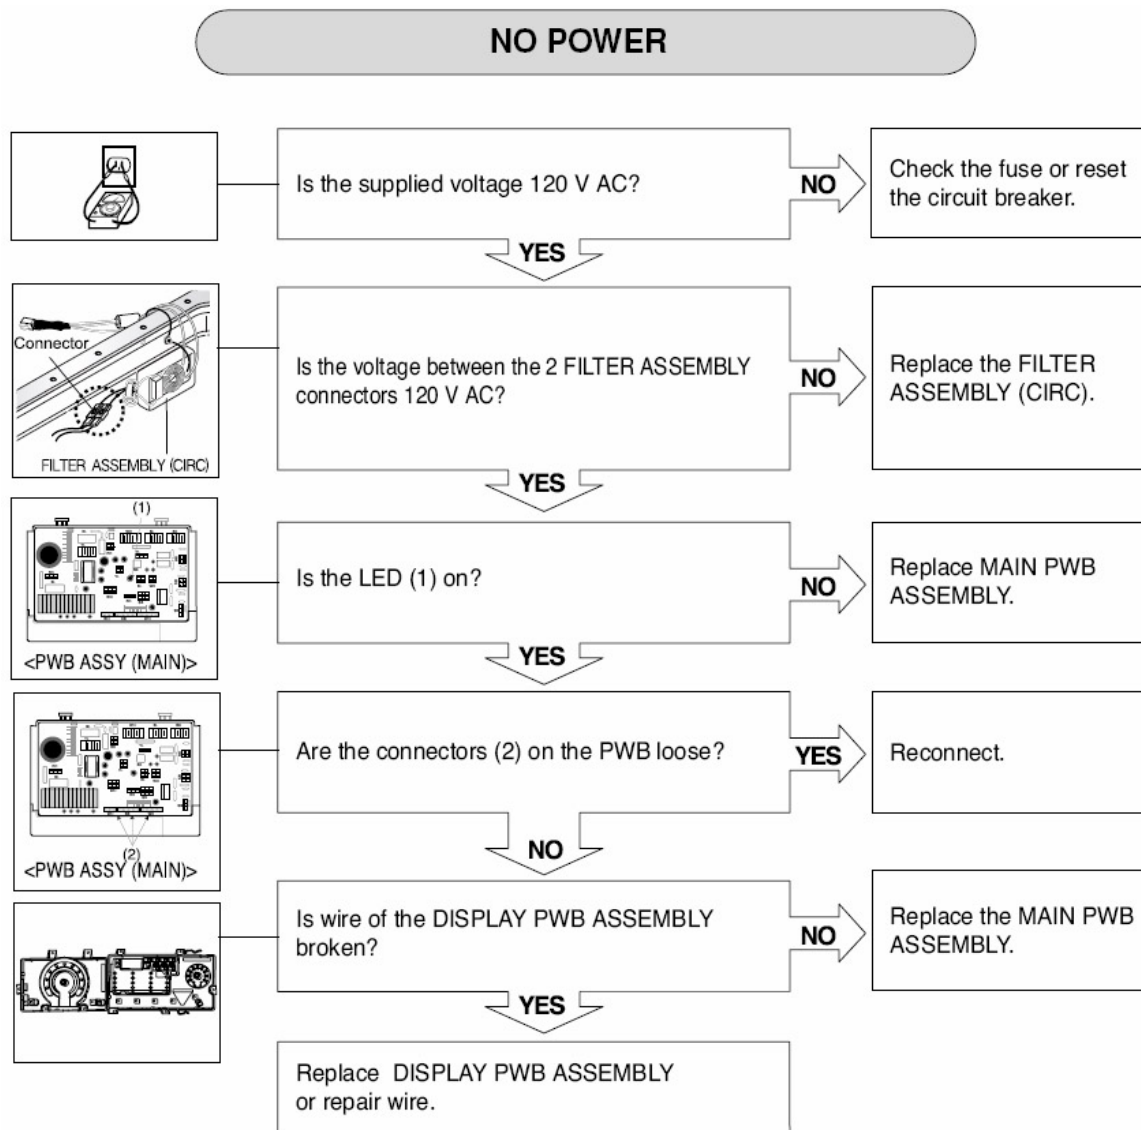 NO POWER
Is the supplied voltage 120 V AC?
NO
Check the fuse or reset
the circuit breaker.
YES
Connector
FILTER ASSEMBLY (CIRC)
Is the voltage between the 2 FILTER ASSEMBLY
connectors 120 V AC?
NO
Replace the FILTER
ASSEMBLY (CIRC).
YES
(1)
<PWB ASSY (MAIN)>
Is the LED (1) on?
NO
Replace MAIN PWB
ASSEMBLY.
YES
(2)
<PWB ASSY (MAIN)>
Are the connectors (2) on the PWB loose?
YES
Reconnect.
NO
Is wire of the DISPLAY PWB ASSEMBLY
broken?
NO
Replace the MAIN PWB
ASSEMBLY.
YES
Replace DISPLAY PWB ASSEMBLY
or repair wire.